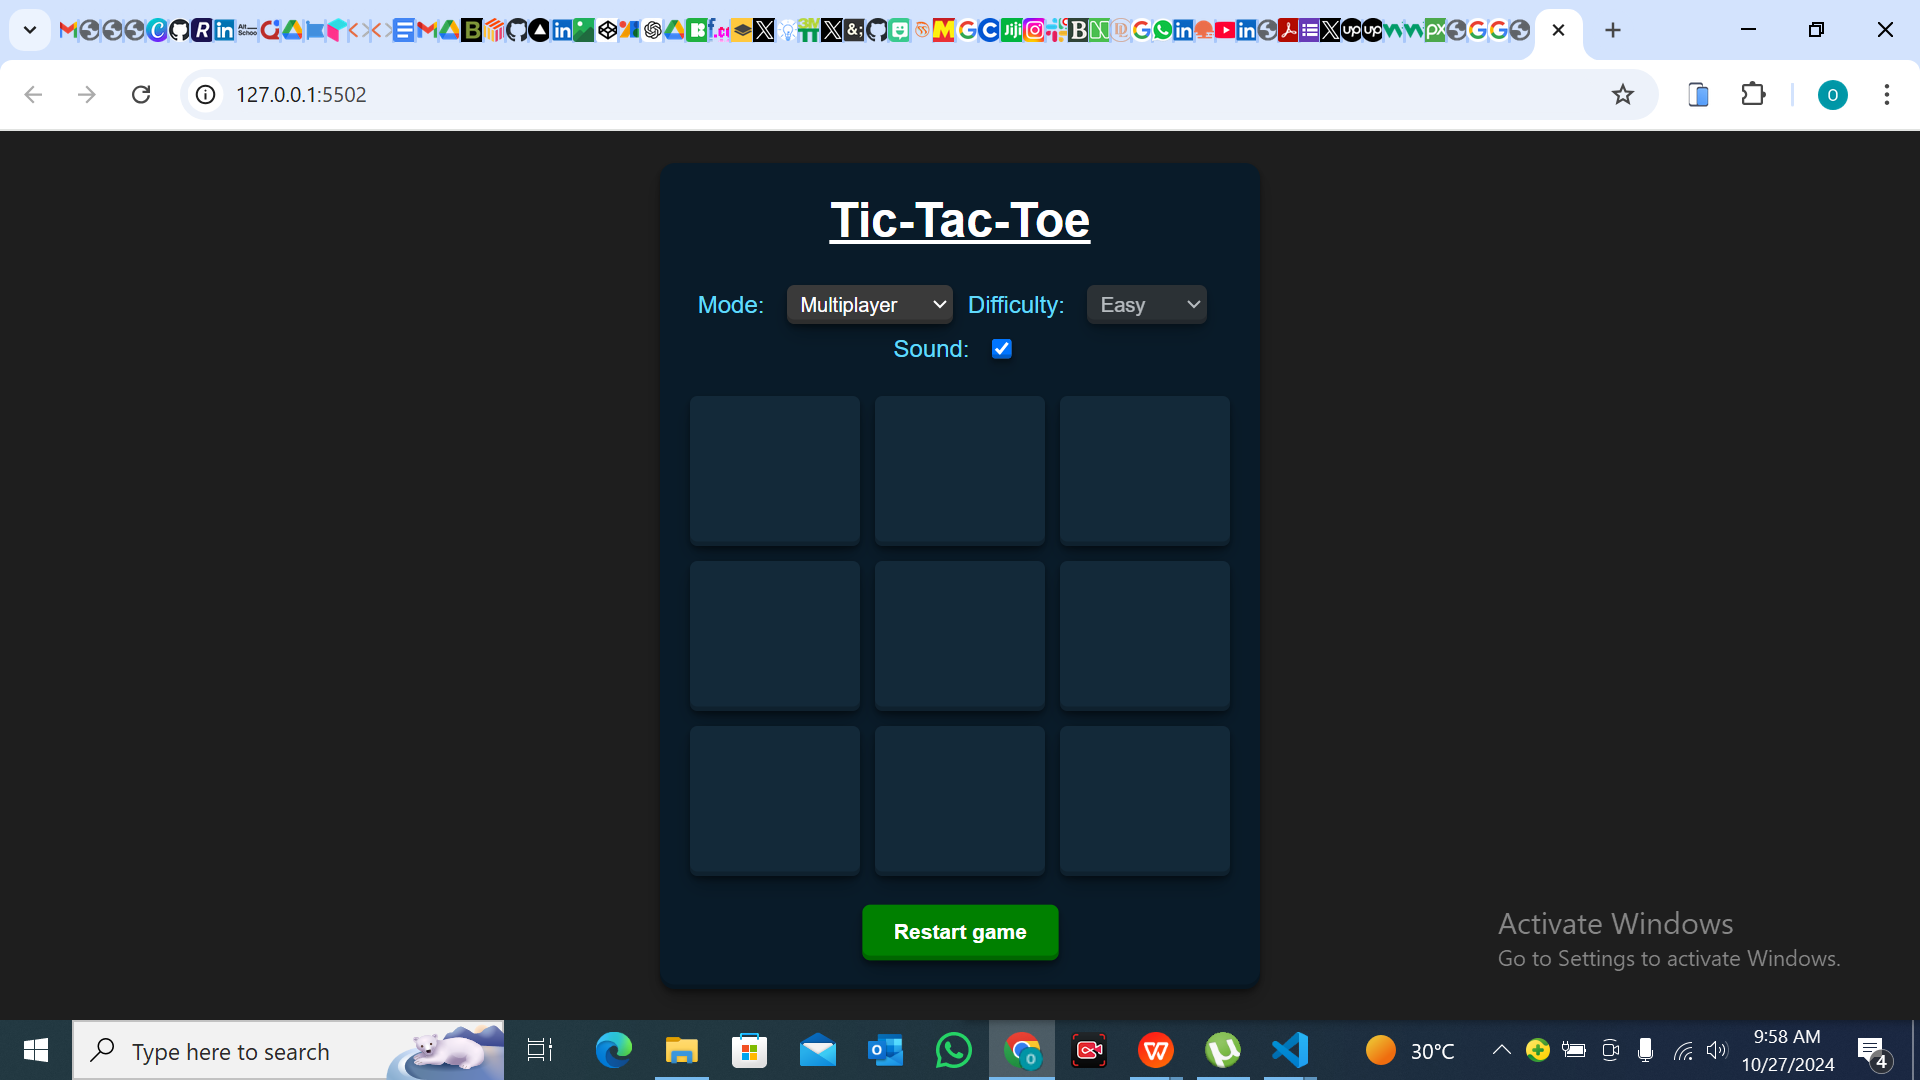 127.0.0.1:5502
O
Tic-Tac-Toe
Mode: Multiplayer Difficulty: Easy
Sound:
Restart game
Activate Windows
Go to Settings to activate Windows.
Type here to search
30°C
9:58 AM
10/27/2024
4